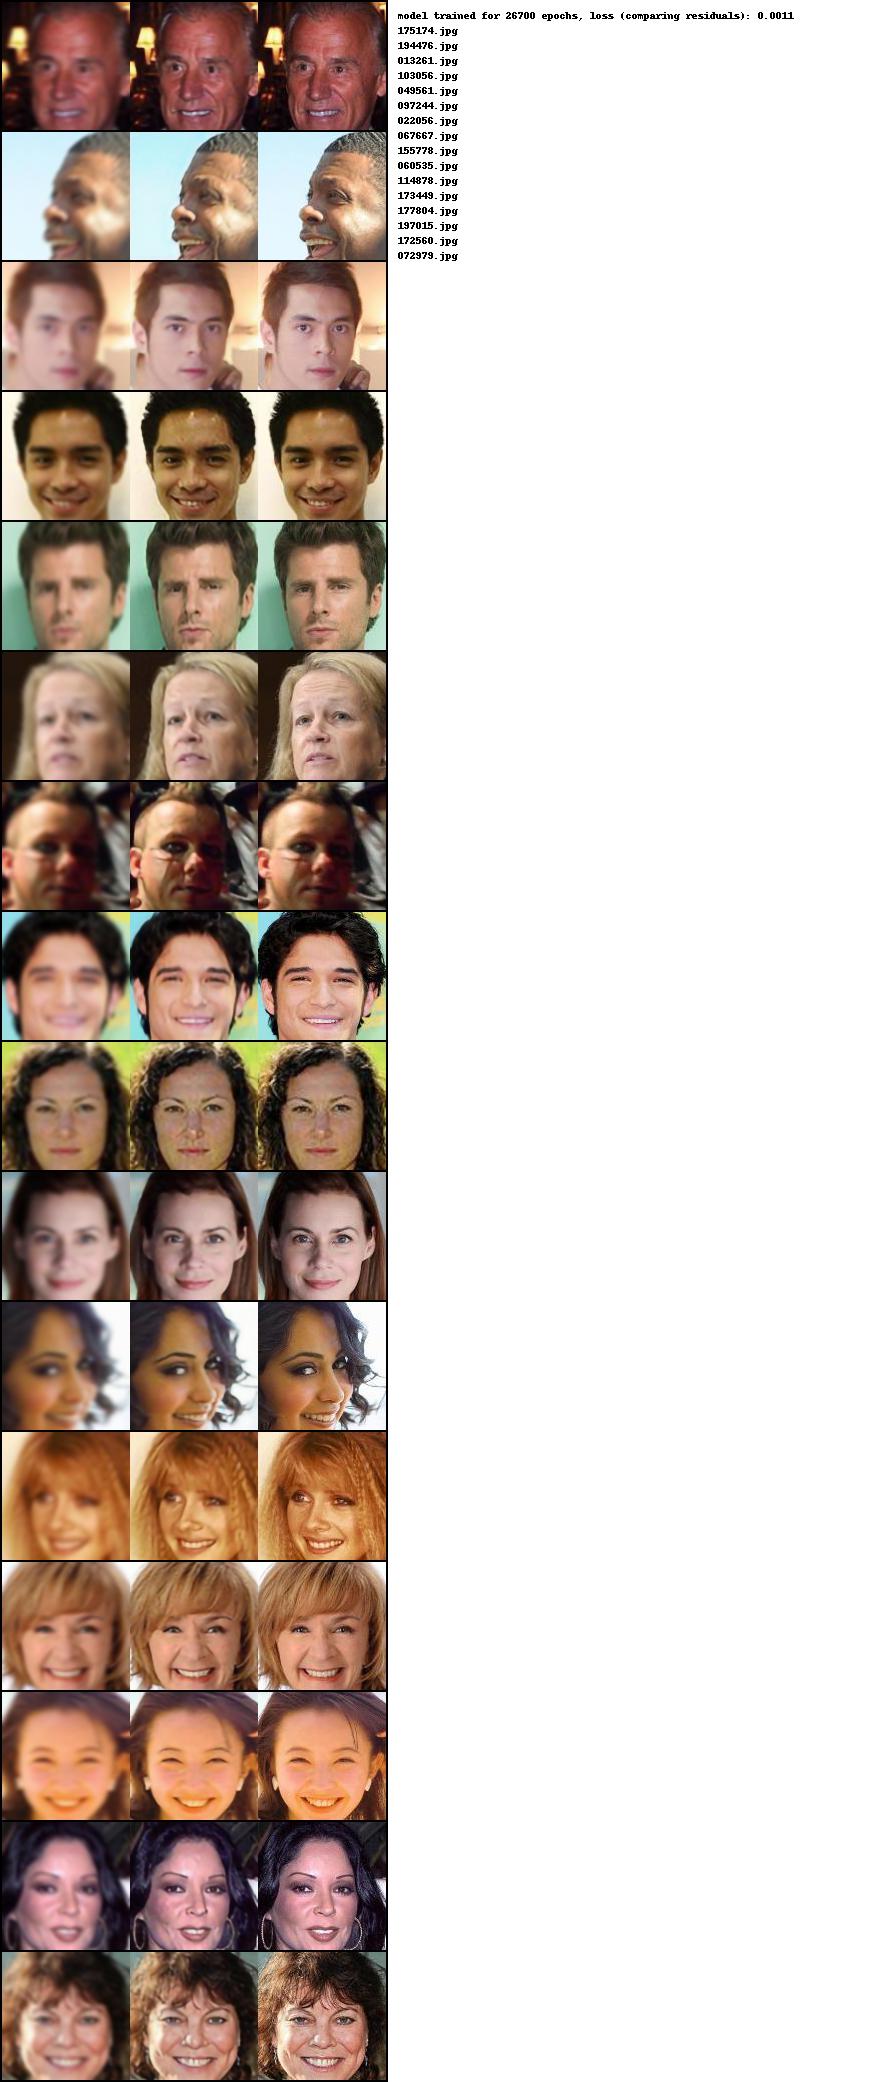 model trained for 26700 epochs, loss (comparing residuals): 0.0011
175174.jpg
194476.jpg
013261.jpg
103056.jpg
049561.jpg
097244.jpg
022056.jpg
067667.jpg
155778.jpg
060535.jpg
114878.jpg
173449.jpg
177804.jpg
197015.jpg
172560.jpg
072979.jpg